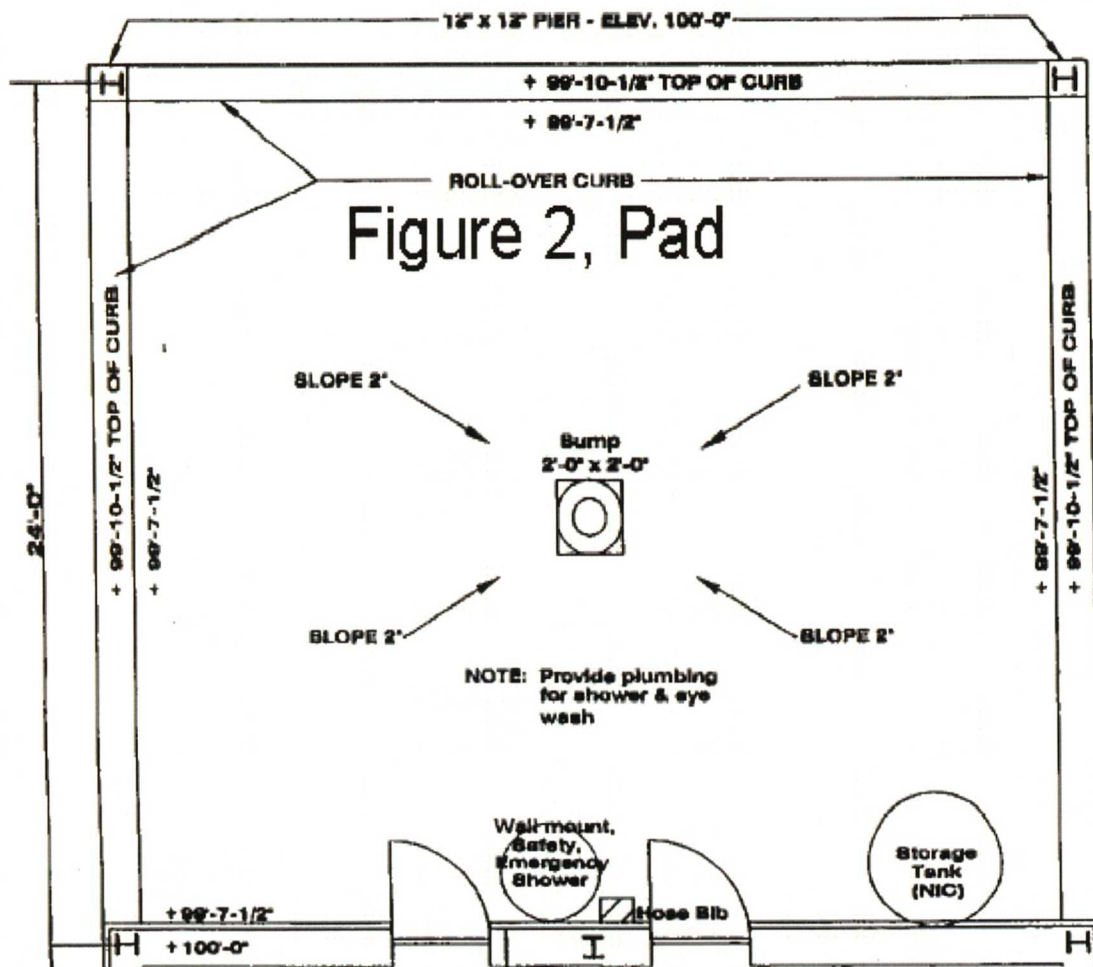 12" X 12" PIER - ELEV. 100'-0"
+ 99'-10-1/2" TOP OF CURB
+ 99'-7-1/2"
ROLL-OVER CURB
Figure 2, Pad
+ 99'-10-1/2" TOP OF CURB
+ 99'-7-1/2"
24'-0"
SLOPE 2"
SLOPE 2"
Sump
2'-0" x 2'-0"
+ 99'-7-1/2"
+ 99'-10-1/2" TOP OF CURB
SLOPE 2"
SLOPE 2"
NOTE: Provide plumbing
for shower & eye
wash
Wall mount,
Safety,
Emergency
Shower
Storage
Tank
(NIC)
Hose Bib
+ 99'-7-1/2"
+ 100'-0"